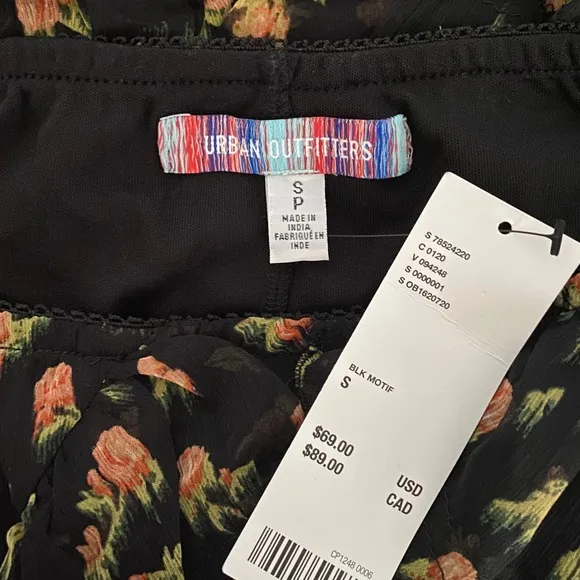 URBAN OUTFITTERS
S
P
MADE IN
INDIA
FABRIQUÉ EN
INDE
S 78524220
C 0120
V 094248
S 0000001
S OB1620720
BLK MOTIF
S
$69.00 USD
$89.00 CAD
CP1248 0006